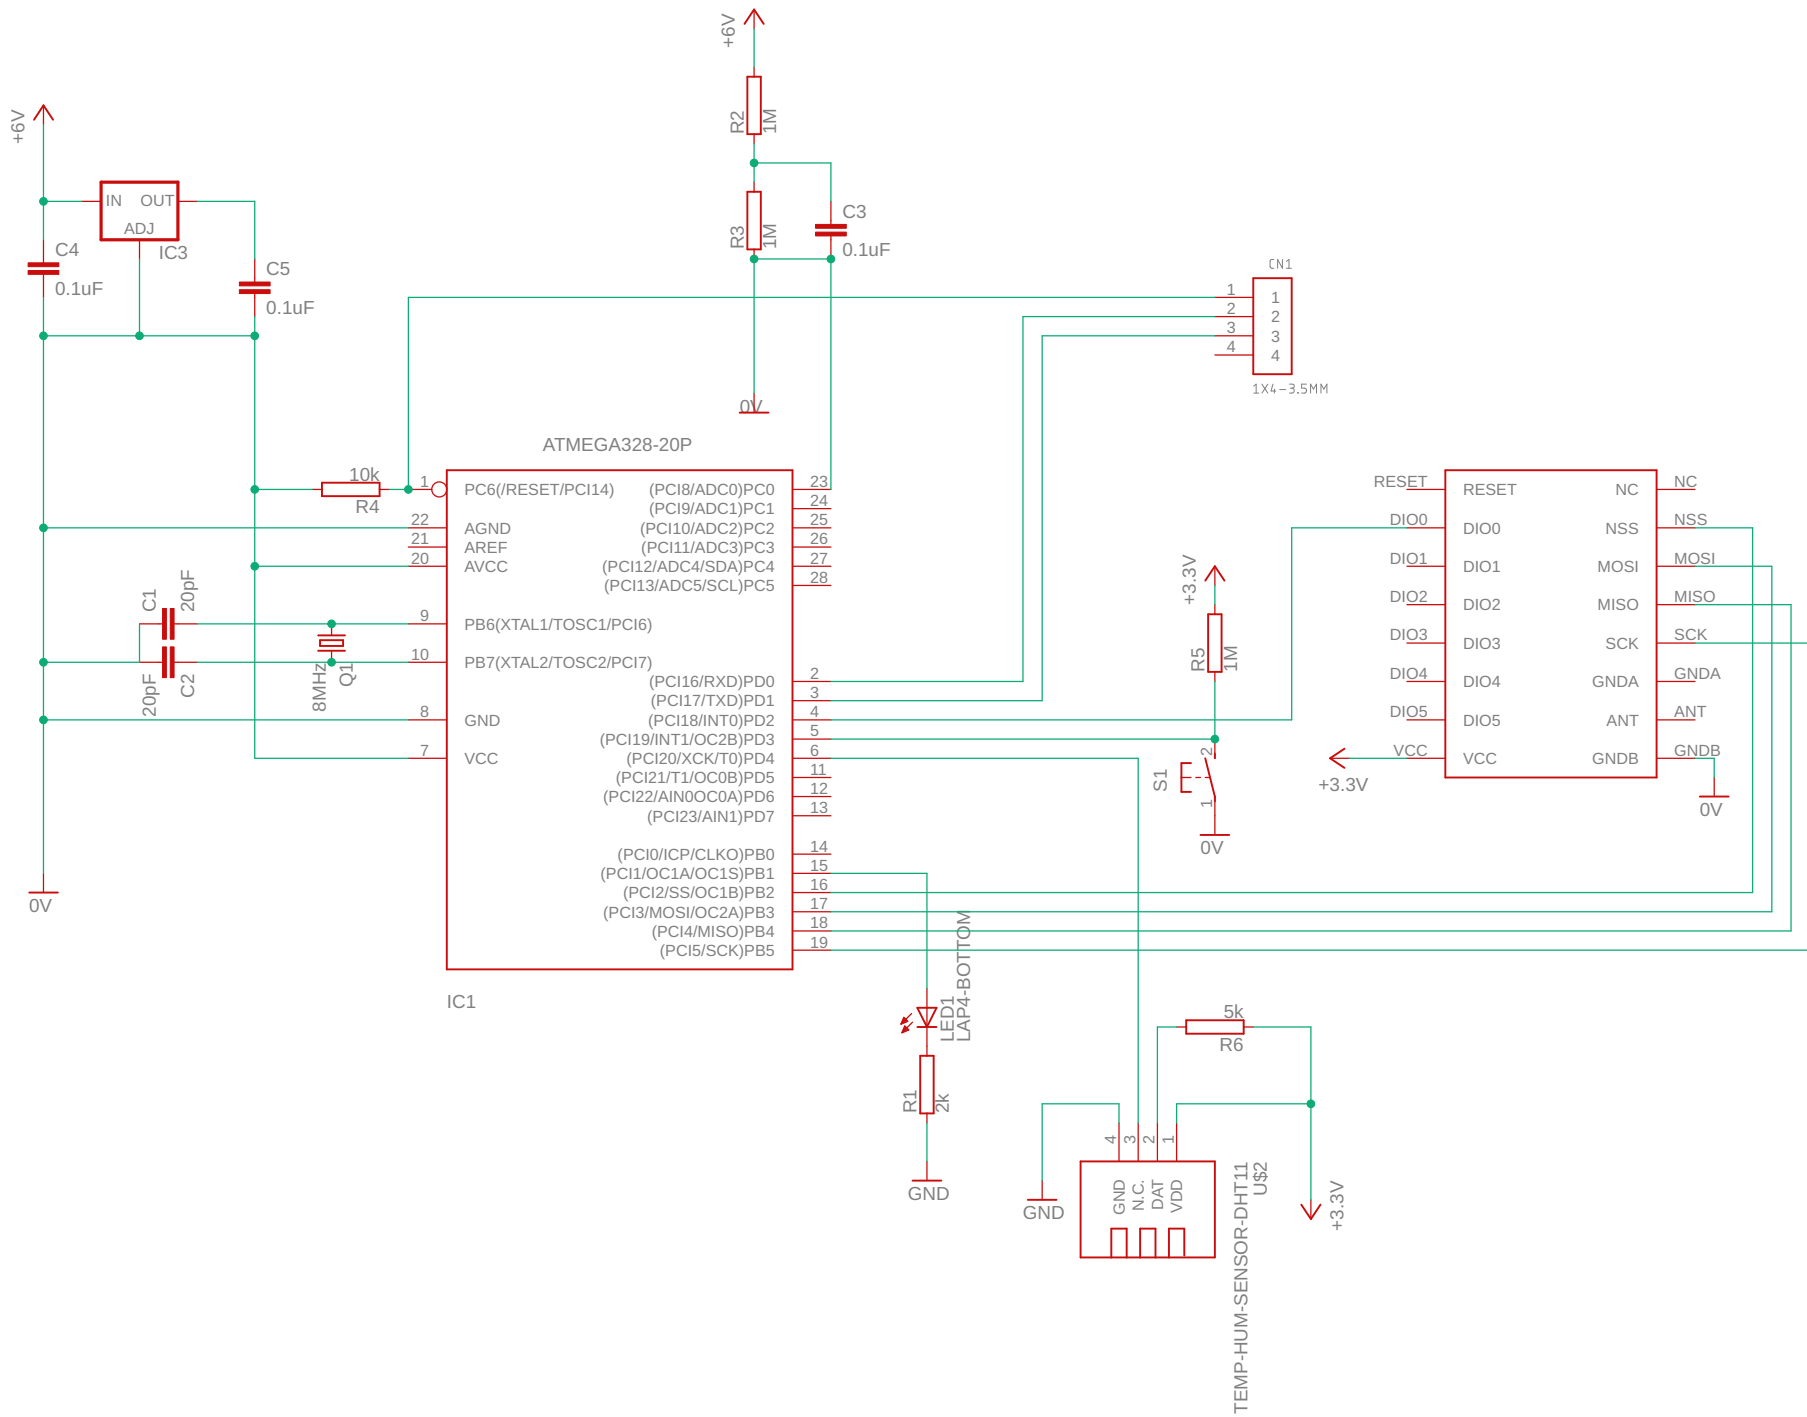 +6V
R2
1M
+6V
IN OUT
ADJ
IC3
C4
0.1uF
C5
0.1uF
R3
1M
C3
0.1uF
0V
CN1
1 1
2 2
3 3
4 4
1X4-3.5MM
ATMEGA328-20P
10k
R4
1 PC6(/RESET/PCI14)
22 AGND
21 AREF
20 AVCC
C1
20pF
20pF
C2
8MHz
Q1
9 PB6(XTAL1/TOSC1/PCI6)
10 PB7(XTAL2/TOSC2/PCI7)
8 GND
7 VCC
0V
(PCI8/ADC0)PC0 23
(PCI9/ADC1)PC1 24
(PCI10/ADC2)PC2 25
(PCI11/ADC3)PC3 26
(PCI12/ADC4/SDA)PC4 27
(PCI13/ADC5/SCL)PC5 28
(PCI16/RXD)PD0 2
(PCI17/TXD)PD1 3
(PCI18/INT0)PD2 4
(PCI19/INT1/OC2B)PD3 5
(PCI20/XCK/T0)PD4 6
(PCI21/T1/OC0B)PD5 11
(PCI22/AIN0OC0A)PD6 12
(PCI23/AIN1)PD7 13
(PCI0/ICP/CLKO)PB0 14
(PCI1/OC1A/OC1S)PB1 15
(PCI2/SS/OC1B)PB2 16
(PCI3/MOSI/OC2A)PB3 17
(PCI4/MISO)PB4 18
(PCI5/SCK)PB5 19
IC1
+3.3V
R5
1M
S1
2
1
0V
RESET RESET NC NC
DIO0 DIO0 NSS NSS
DIO1 DIO1 MOSI MOSI
DIO2 DIO2 MISO MISO
DIO3 DIO3 SCK SCK
DIO4 DIO4 GNDA GNDA
DIO5 DIO5 ANT ANT
VCC VCC GNDB GNDB
+3.3V
0V
LED1
LAP4-BOTTOM
R1
2k
GND
5k
R6
4 3 2 1
GND
N.C.
DAT
VDD
GND
TEMP-HUM-SENSOR-DHT11
U$2
+3.3V